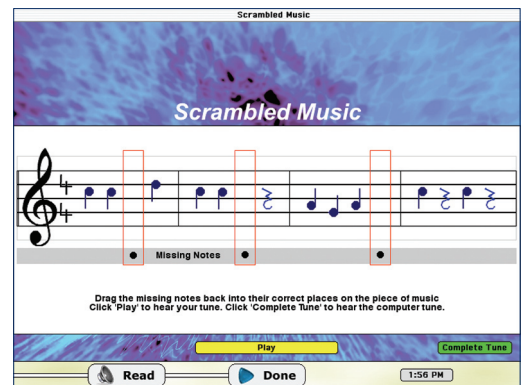 Scrambled Music
Scrambled Music
4
4
Missing Notes
Drag the missing notes back into their correct places on the piece of music
Click 'Play' to hear your tune. Click 'Complete Tune' to hear the computer tune.
Play
Complete Tune
Read
Done
1:56 PM